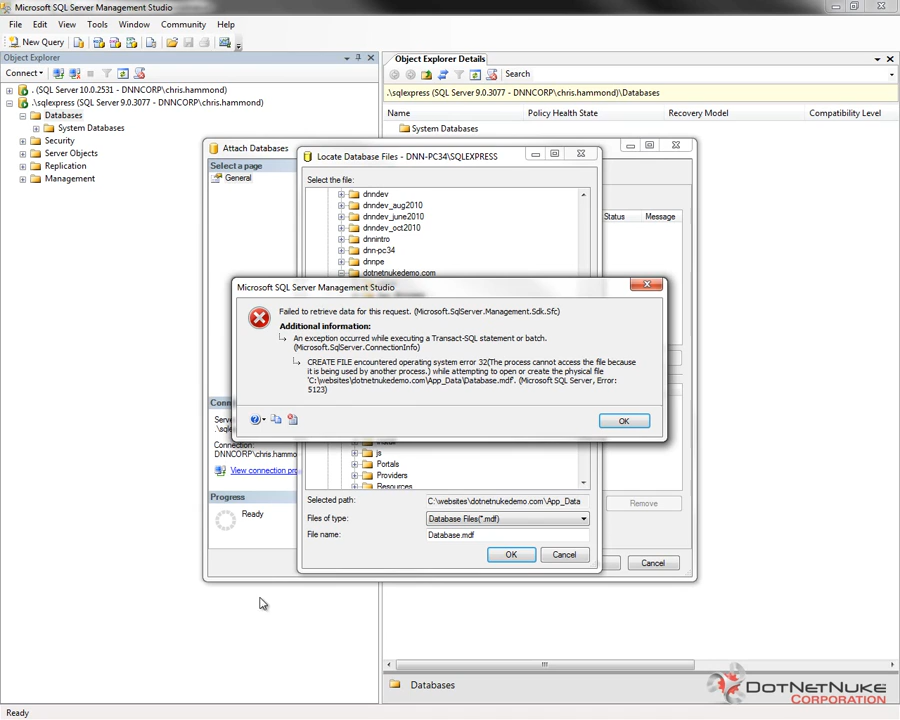 Microsoft SQL Server Management Studio
File Edit View Tools Window Community Help
New Query
Object Explorer
Connect
. (SQL Server 10.0.2531 - DNNCORP\chris.hammond)
.\sqlexpress (SQL Server 9.0.3077 - DNNCORP\chris.hammond)
Databases
System Databases
Security
Server Objects
Replication
Management
Object Explorer Details
Search
.\sqlexpress (SQL Server 9.0.3077 - DNNCORP\chris.hammond)\Databases
Name Policy Health State Recovery Model Compatibility Level
System Databases
Attach Databases
Select a page
General
Status Message
Locate Database Files - DNN-PC34\SQLEXPRESS
Select the file:
dnndev
dnndev_aug2010
dnndev_june2010
dnndev_oct2010
dnnintro
dnn-pc34
dnnpe
dotnetnukedemo.com
Microsoft SQL Server Management Studio
Failed to retrieve data for this request. (Microsoft.SqlServer.Management.Sdk.Sfc)
Additional information:
An exception occurred while executing a Transact-SQL statement or batch.
(Microsoft.SqlServer.ConnectionInfo)
CREATE FILE encountered operating system error 32(The process cannot access the file because
it is being used by another process.) while attempting to open or create the physical file
'C:\websites\dotnetnukedemo.com\App_Data\Database.mdf'. (Microsoft SQL Server, Error:
5123)
OK
js
Portals
Providers
Resources
Selected path: C:\websites\dotnetnukedemo.com\App_Data
Files of type: Database Files(*.mdf)
File name: Database.mdf
OK Cancel
Connection:
DNNCORP\chris.hammond
View connection pro
Progress
Ready
Remove
Cancel
Databases
Ready
DOTNETNUKE
CORPORATION